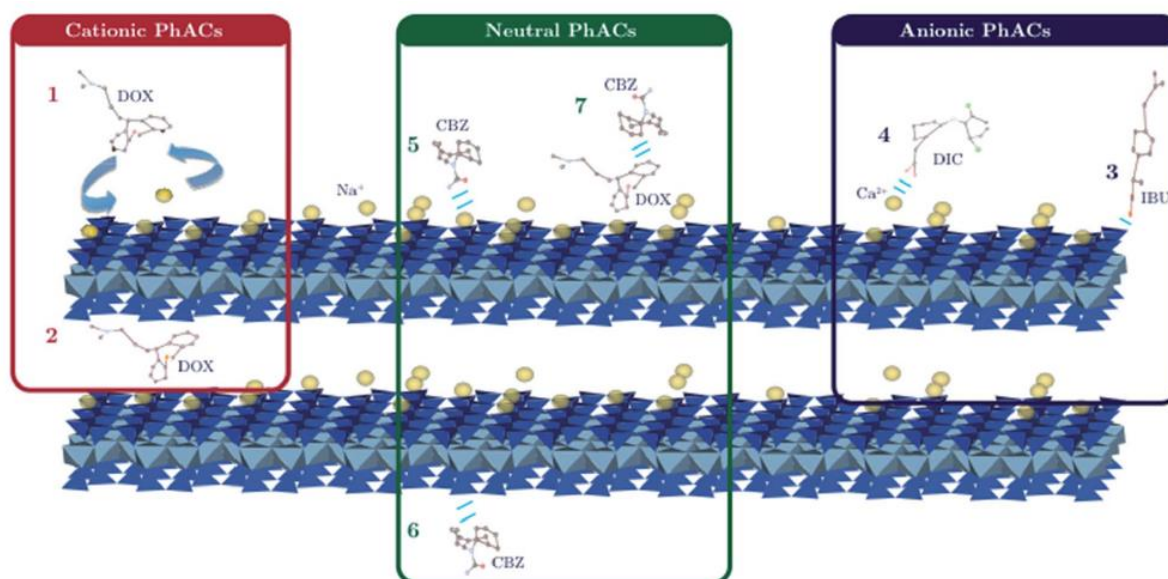 Cationic PhACs
1
DOX
2
DOX
Na⁺
Neutral PhACs
5
CBZ
7
CBZ
DOX
6
CBZ
Anionic PhACs
4
DIC
Ca²⁺
3
IBU